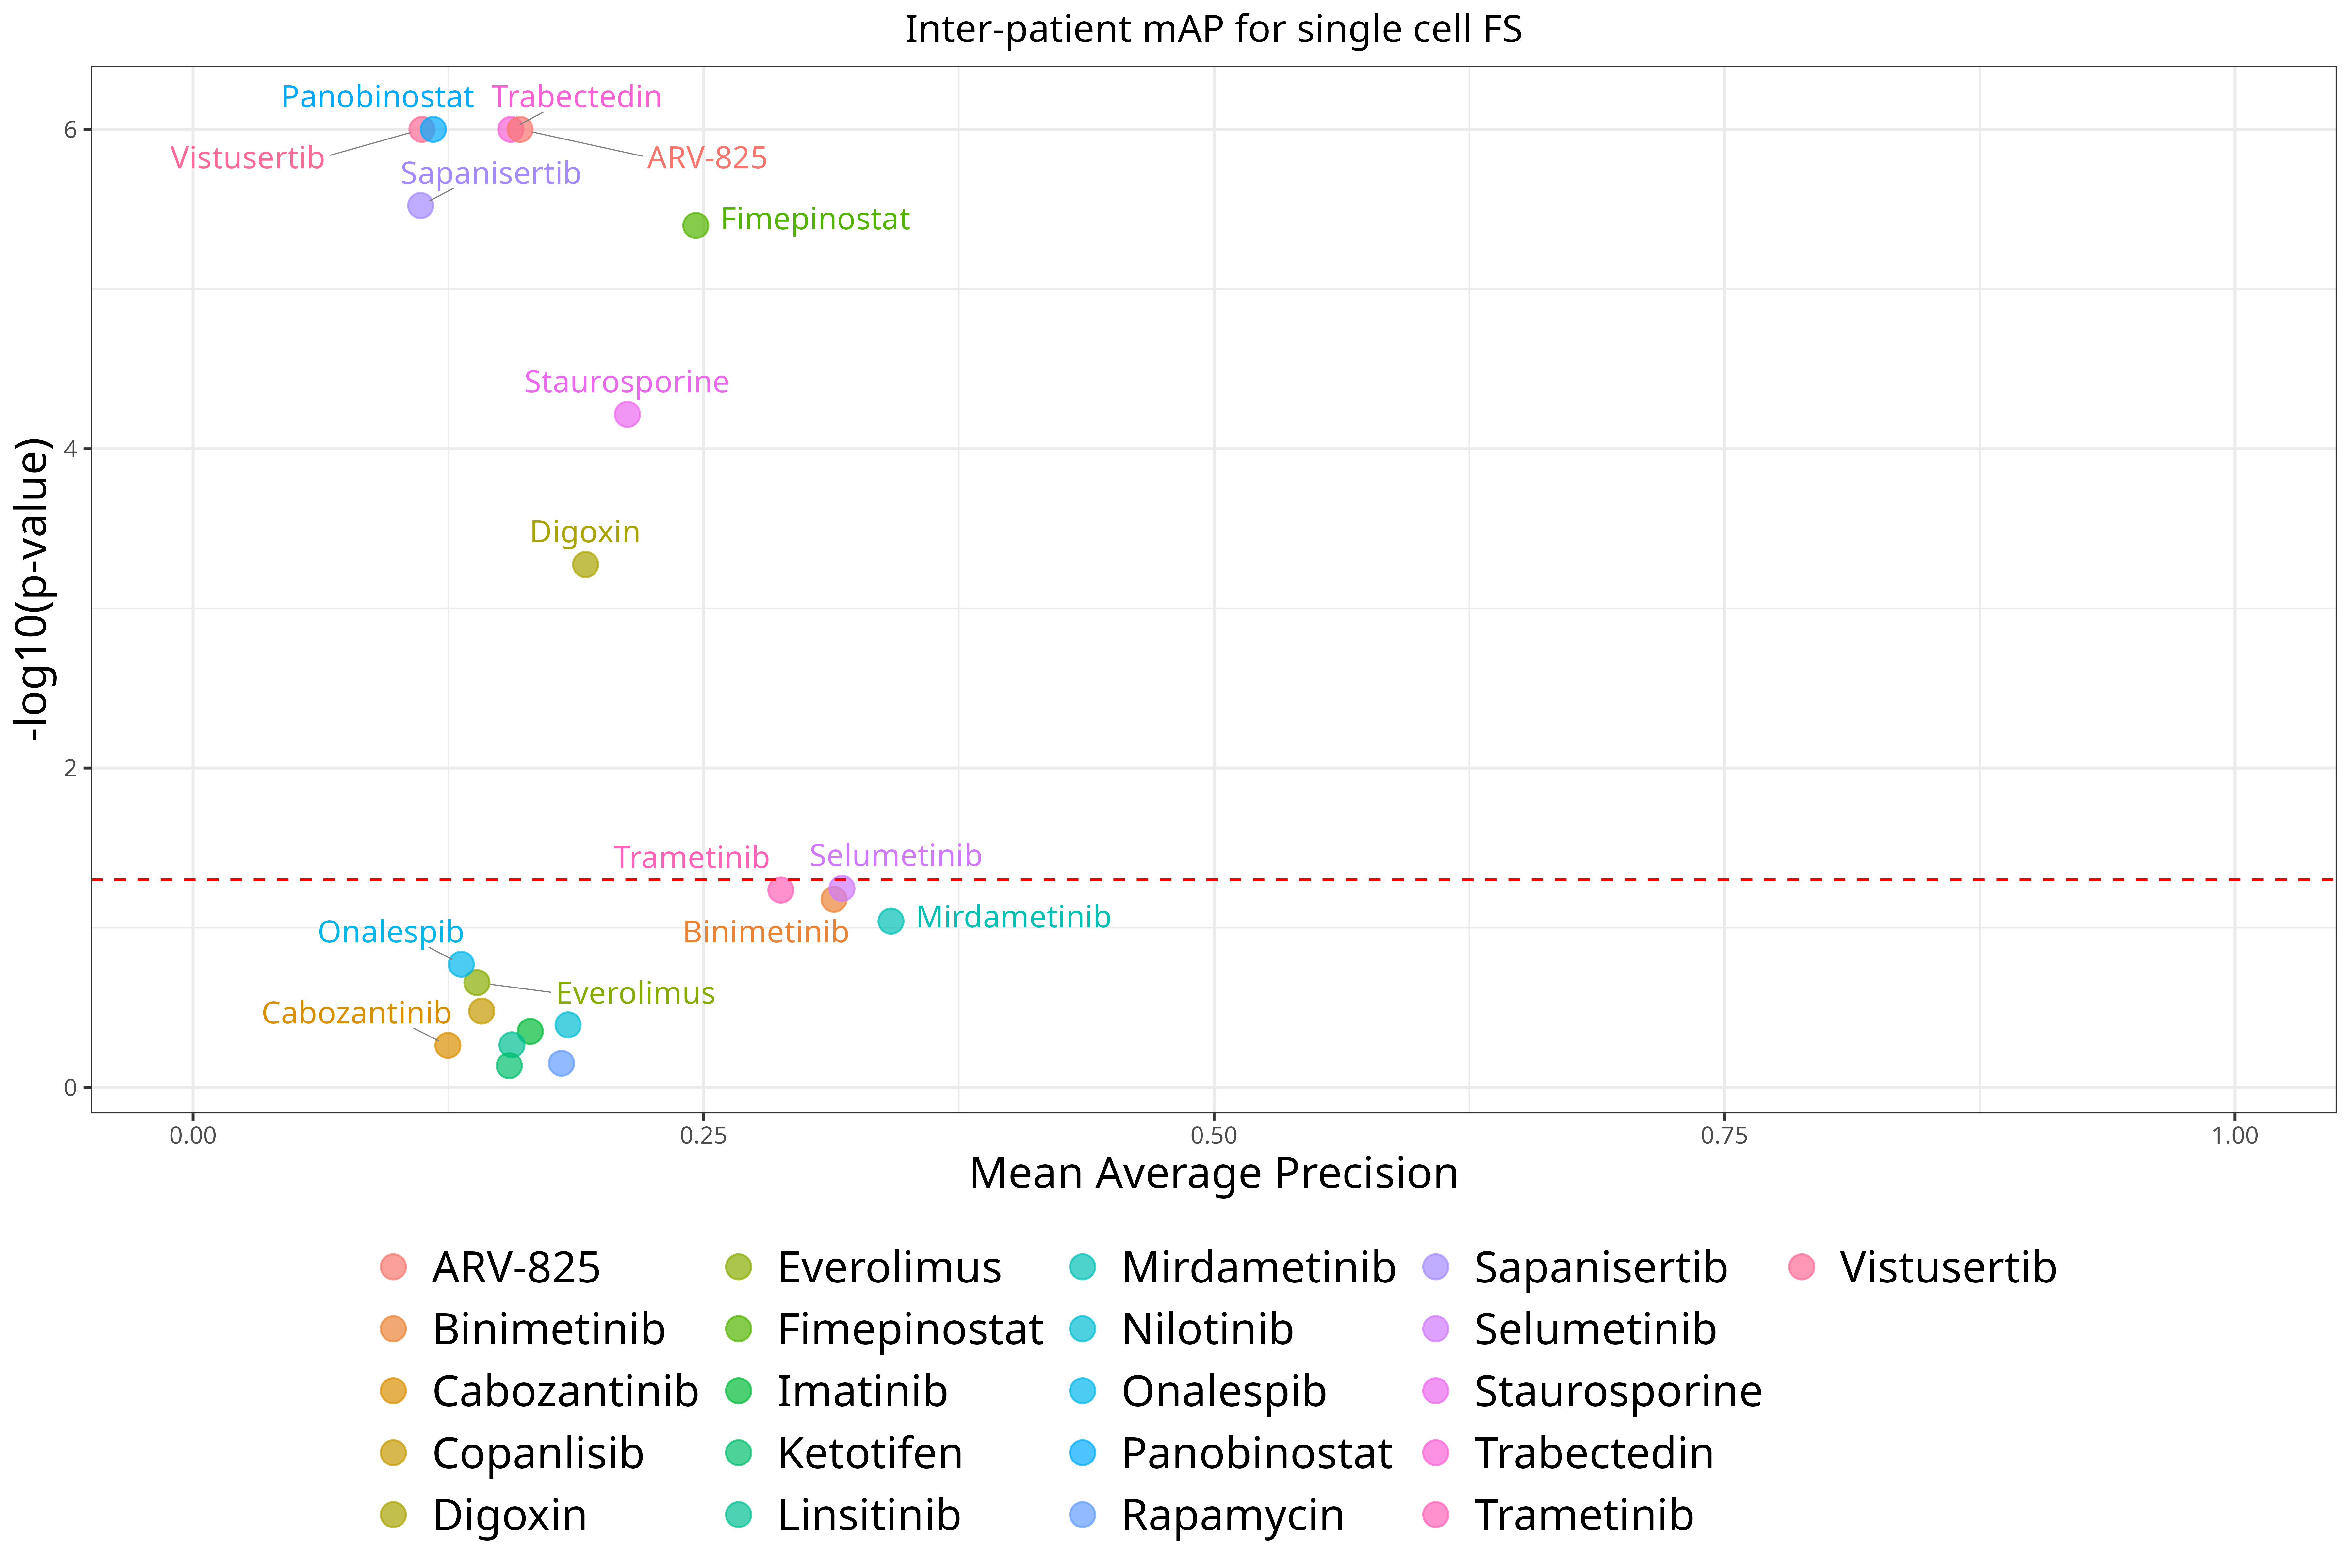 Inter-patient mAP for single cell FS
-log10(p-value)
6
4
2
0
Panobinostat
Trabectedin
Vistusertib
ARV-825
Sapanisertib
Fimepinostat
Staurosporine
Digoxin
Trametinib
Selumetinib
Binimetinib
Mirdametinib
Onalespib
Everolimus
Cabozantinib
0.00 0.25 0.50 0.75 1.00
Mean Average Precision
ARV-825 Everolimus Mirdametinib Sapanisertib Vistusertib
Binimetinib Fimepinostat Nilotinib Selumetinib
Cabozantinib Imatinib Onalespib Staurosporine
Copanlisib Ketotifen Panobinostat Trabectedin
Digoxin Linsitinib Rapamycin Trametinib